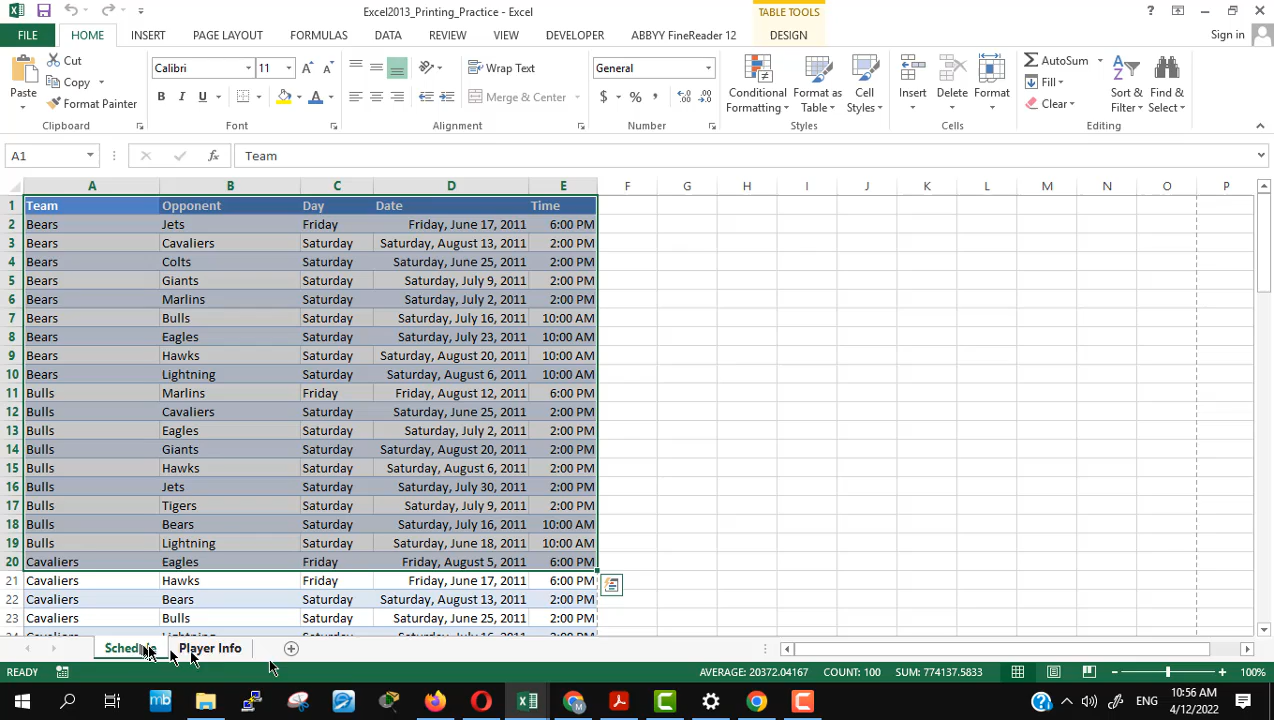 Excel2013_Printing_Practice - Excel
TABLE TOOLS
? Sign in
FILE HOME INSERT PAGE LAYOUT FORMULAS DATA REVIEW VIEW DEVELOPER ABBYY FineReader 12 DESIGN
Paste Cut Copy Format Painter Clipboard
Calibri 11 B I U A Font
Wrap Text Merge & Center Alignment
General $ % , Number
Conditional Formatting Format as Table Cell Styles Styles
Insert Delete Format Cells
AutoSum Fill Clear Sort & Filter Find & Select Editing
A1 fx Team
A B C D E F G H I J K L M N O P
1 Team Opponent Day Date Time
2 Bears Jets Friday Friday, June 17, 2011 6:00 PM
3 Bears Cavaliers Saturday Saturday, August 13, 2011 2:00 PM
4 Bears Colts Saturday Saturday, June 25, 2011 2:00 PM
5 Bears Giants Saturday Saturday, July 9, 2011 2:00 PM
6 Bears Marlins Saturday Saturday, July 2, 2011 2:00 PM
7 Bears Bulls Saturday Saturday, July 16, 2011 10:00 AM
8 Bears Eagles Saturday Saturday, July 23, 2011 10:00 AM
9 Bears Hawks Saturday Saturday, August 20, 2011 10:00 AM
10 Bears Lightning Saturday Saturday, August 6, 2011 10:00 AM
11 Bulls Marlins Friday Friday, August 12, 2011 6:00 PM
12 Bulls Cavaliers Saturday Saturday, June 25, 2011 2:00 PM
13 Bulls Eagles Saturday Saturday, July 2, 2011 2:00 PM
14 Bulls Giants Saturday Saturday, August 20, 2011 2:00 PM
15 Bulls Hawks Saturday Saturday, August 6, 2011 2:00 PM
16 Bulls Jets Saturday Saturday, July 30, 2011 2:00 PM
17 Bulls Tigers Saturday Saturday, July 9, 2011 2:00 PM
18 Bulls Bears Saturday Saturday, July 16, 2011 10:00 AM
19 Bulls Lightning Saturday Saturday, June 18, 2011 10:00 AM
20 Cavaliers Eagles Friday Friday, August 5, 2011 6:00 PM
21 Cavaliers Hawks Friday Friday, June 17, 2011 6:00 PM
22 Cavaliers Bears Saturday Saturday, August 13, 2011 2:00 PM
23 Cavaliers Bulls Saturday Saturday, June 25, 2011 2:00 PM
Schedule Player Info
READY AVERAGE: 20372.04167 COUNT: 100 SUM: 774137.5833 100%
mb ENG 10:56 AM
4/12/2022